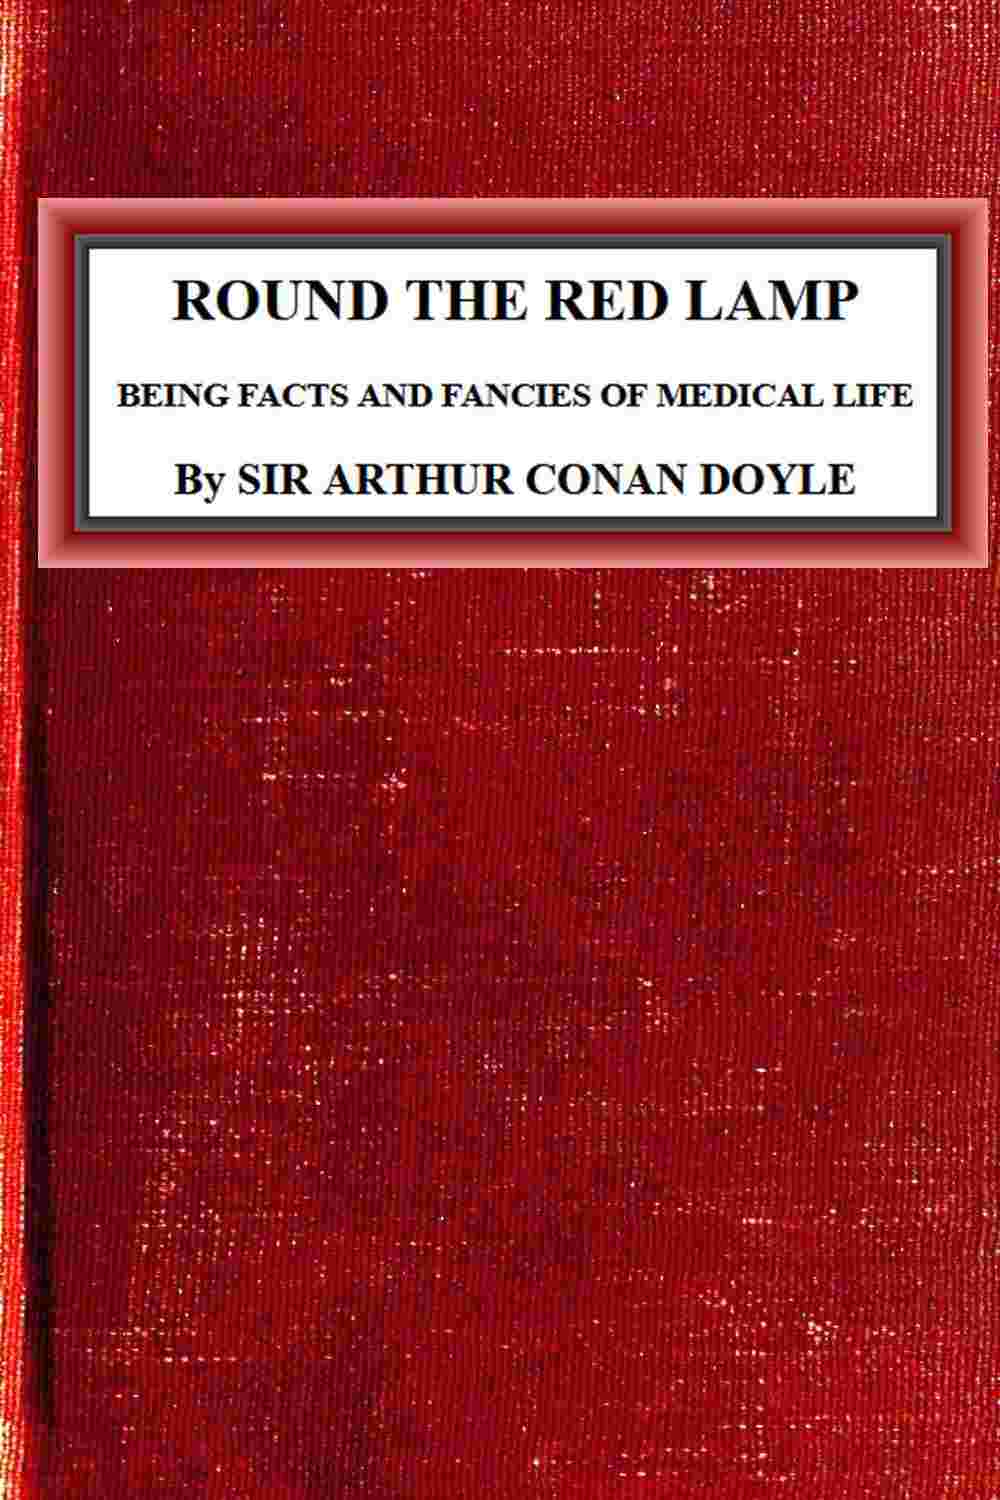 ROUND THE RED LAMP
BEING FACTS AND FANCIES OF MEDICAL LIFE
By SIR ARTHUR CONAN DOYLE